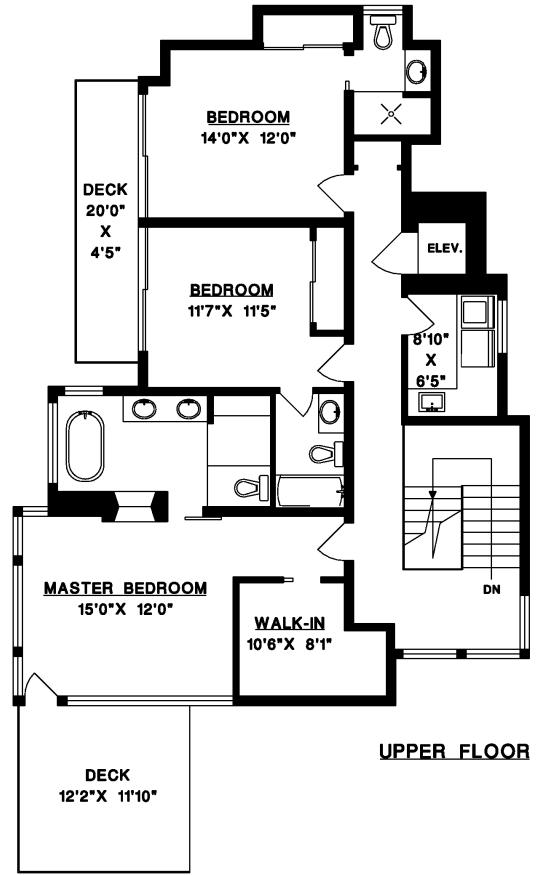 BEDROOM
14'0"X 12'0"
DECK
20'0"
X
4'5"
ELEV.
BEDROOM
11'7"X 11'5"
8'10"
X
6'5"
MASTER BEDROOM
15'0"X 12'0"
WALK-IN
10'6"X 8'1"
DN
UPPER FLOOR
DECK
12'2"X 11'10"